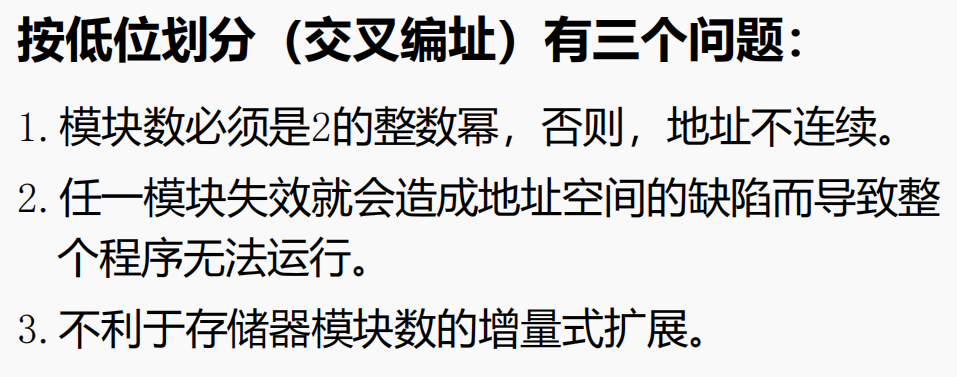 按低位划分（交叉编址）有三个问题：
1. 模块数必须是2的整数幂，否则，地址不连续。
2. 任一模块失效就会造成地址空间的缺陷而导致整
个程序无法运行。
3. 不利于存储器模块数的增量式扩展。